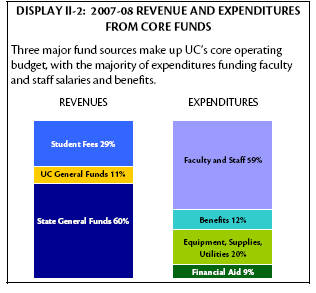 DISPLAY II-2: 2007-08 REVENUE AND EXPENDITURES
FROM CORE FUNDS
Three major fund sources make up UC's core operating
budget, with the majority of expenditures funding faculty
and staff salaries and benefits.
REVENUES
Student Fees 29%
UC General Funds 11%
State General Funds 60%
EXPENDITURES
Faculty and Staff 59%
Benefits 12%
Equipment, Supplies,
Utilities 20%
Financial Aid 9%